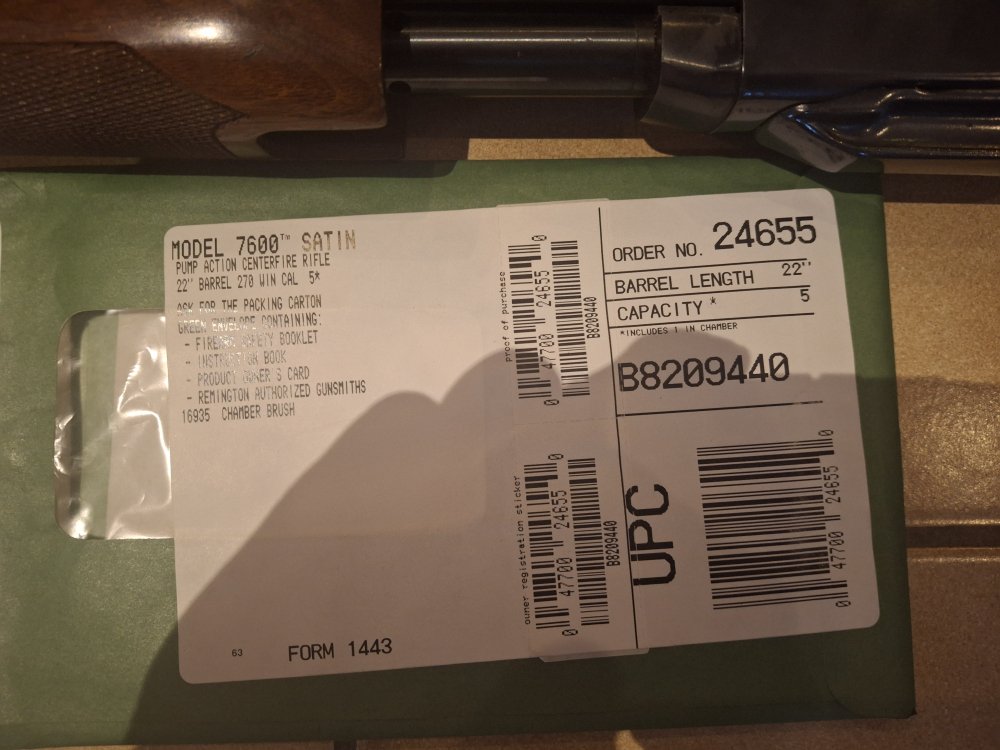 MODEL 7600™ SATIN
PUMP ACTION CENTERFIRE RIFLE
22" BARREL 270 WIN CAL 5*
ASK FOR THE PACKING CARTON
GREEN ENVELOPE CONTAINING:
- FIREARM SAFETY BOOKLET
- INSTRUCTION BOOK
- PRODUCT OWNER'S CARD
- REMINGTON AUTHORIZED GUNSMITHS
16935 CHAMBER BRUSH
63
FORM 1443
proof of purchase
0 47700 24655 0
B8209440
owner registration sticker
0 47700 24655 0
B8209440
ORDER NO. 24655
BARREL LENGTH 22''
CAPACITY * 5
*INCLUDES 1 IN CHAMBER
B8209440
UPC
0 47700 24655 0